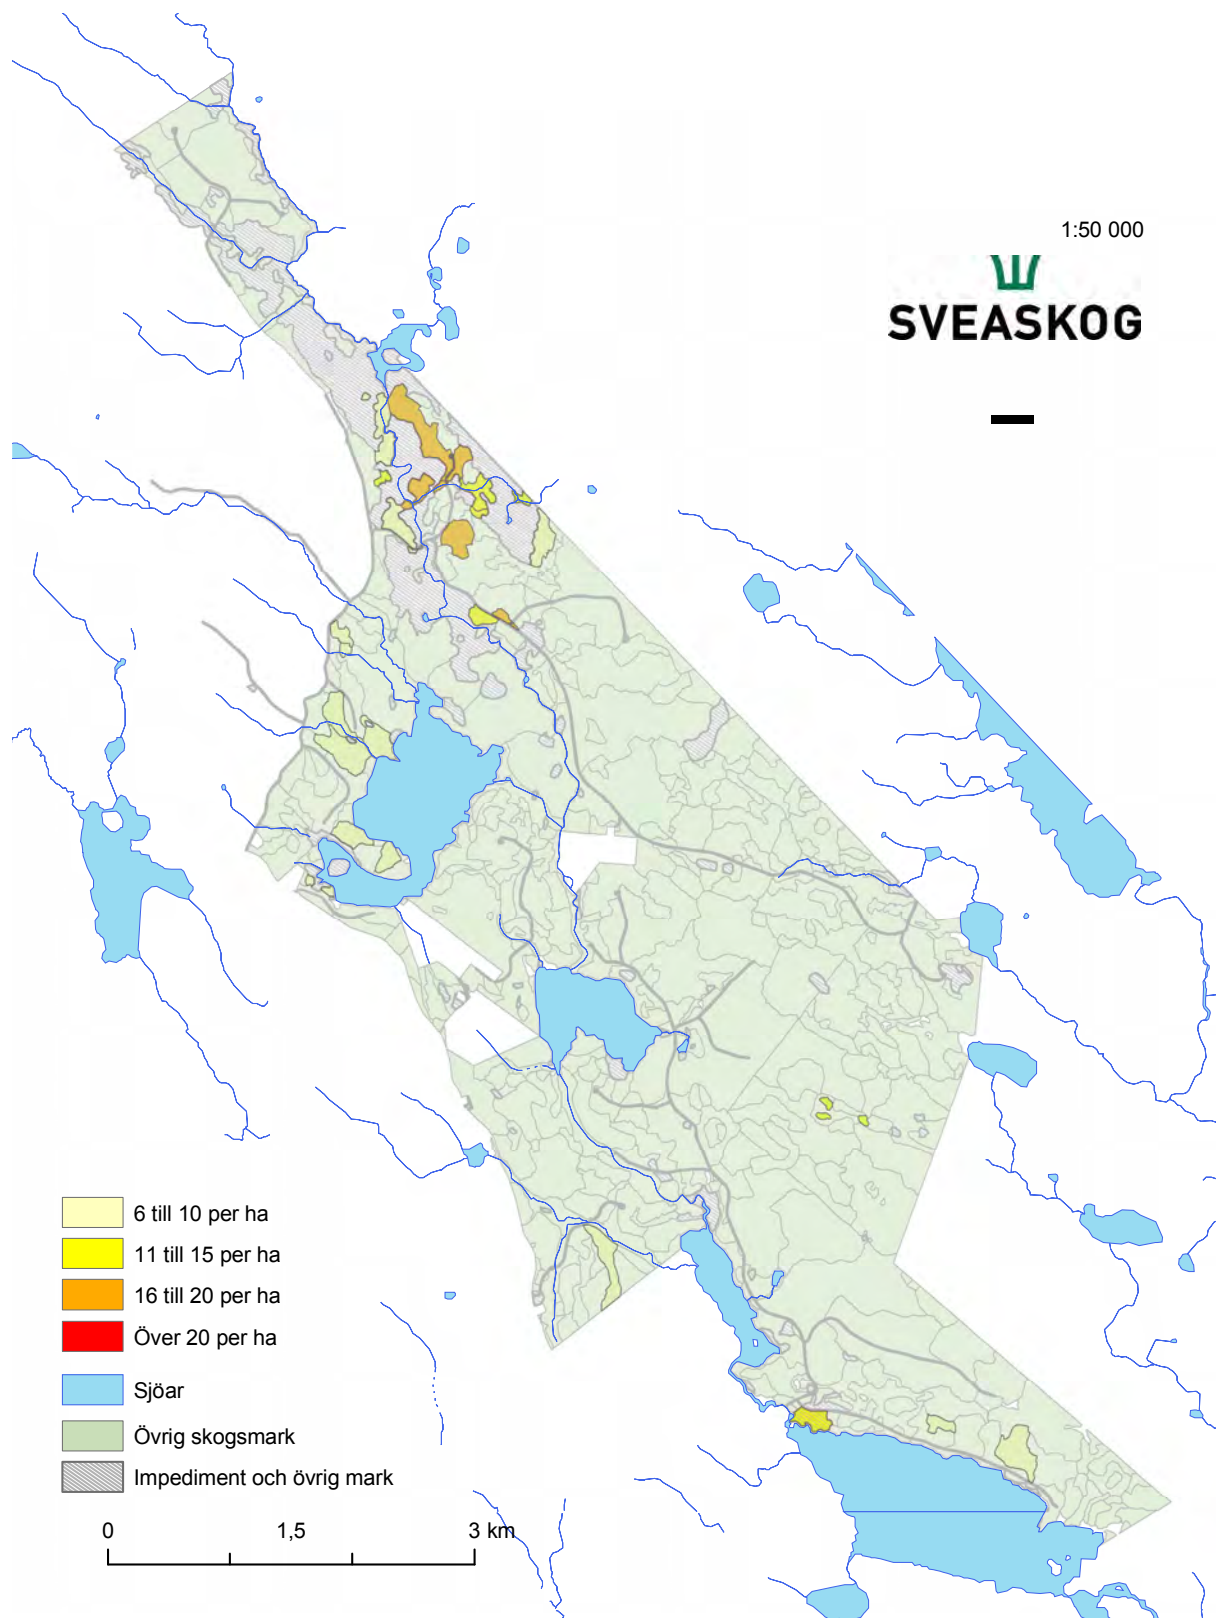 1:50 000
SVEASKOG
6 till 10 per ha
11 till 15 per ha
16 till 20 per ha
Över 20 per ha
Sjöar
Övrig skogsmark
Impediment och övrig mark
0 1,5 3 km